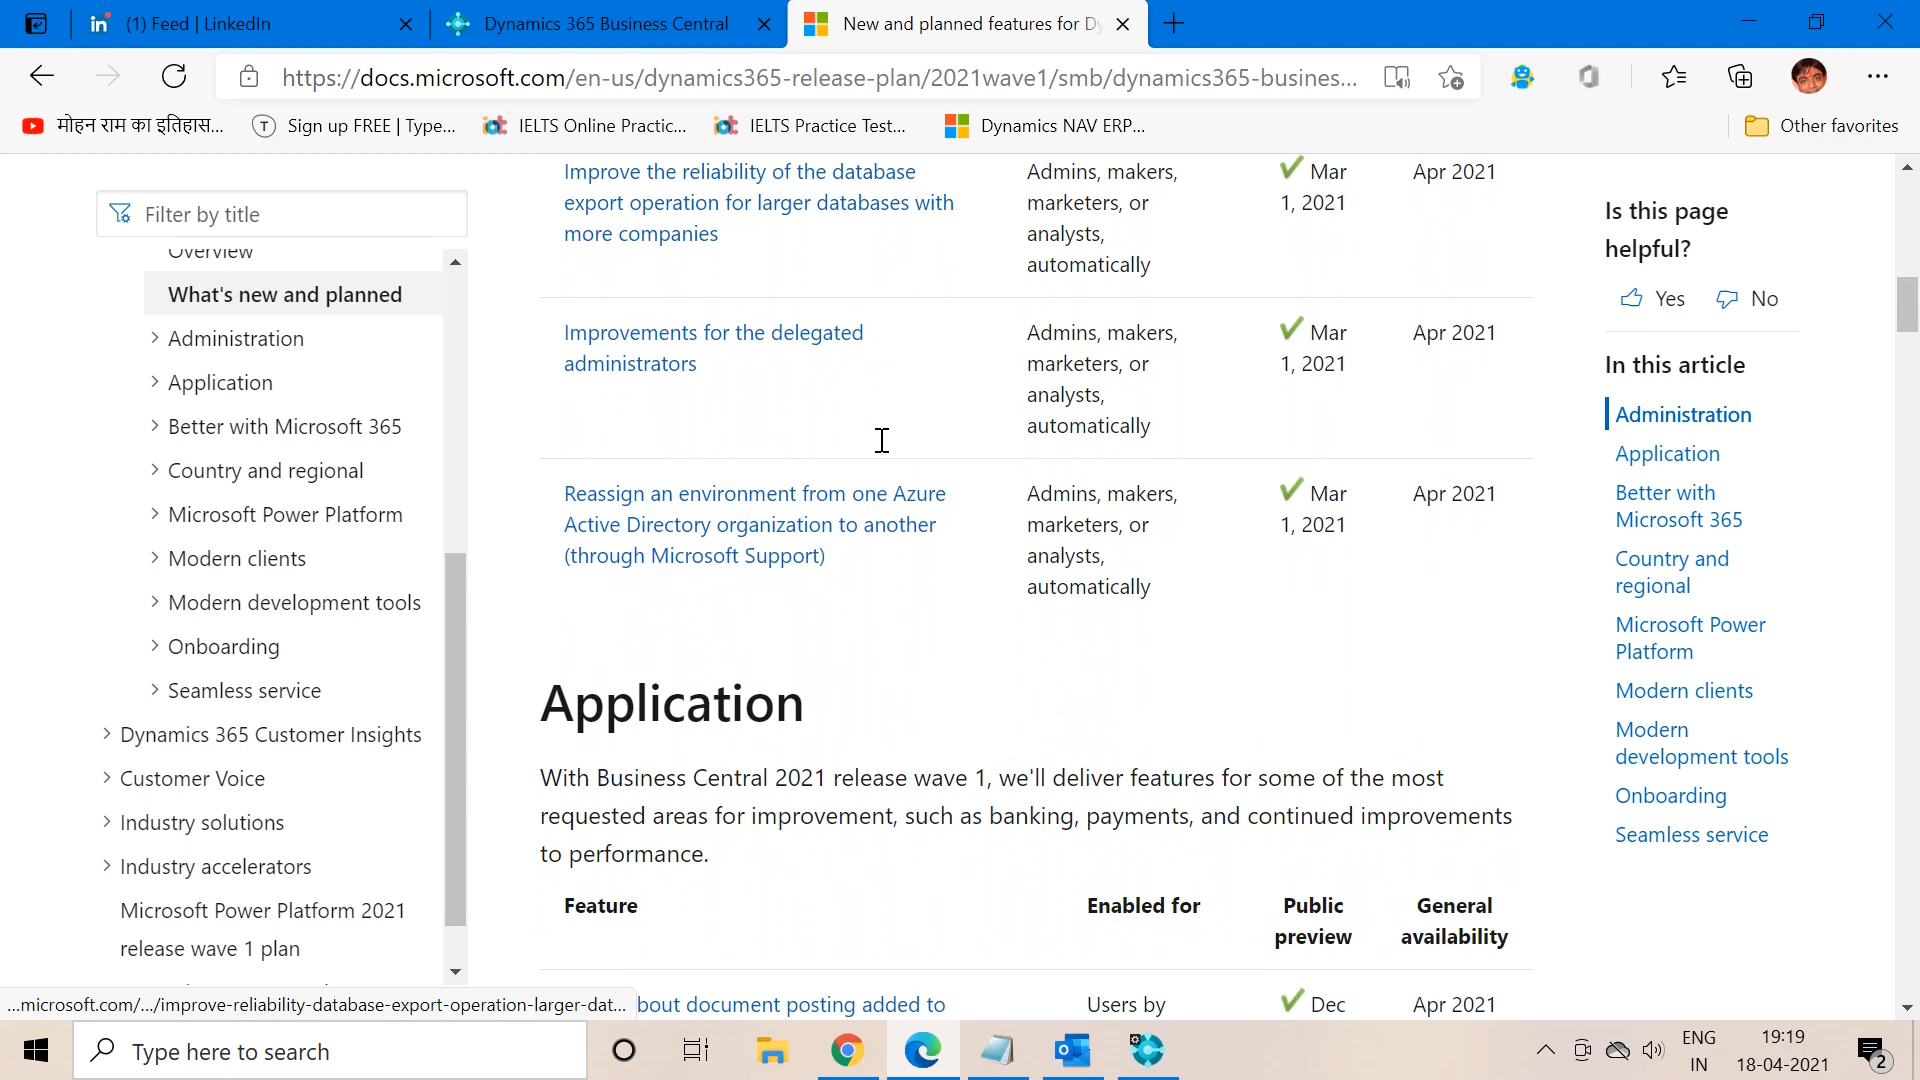 (1) Feed | LinkedIn
Dynamics 365 Business Central
New and planned features for Dy
https://docs.microsoft.com/en-us/dynamics365-release-plan/2021wave1/smb/dynamics365-busines...
मोहन राम का इतिहास...
Sign up FREE | Type...
IELTS Online Practic...
IELTS Practice Test...
Dynamics NAV ERP...
Other favorites
Filter by title
Overview
What's new and planned
Administration
Application
Better with Microsoft 365
Country and regional
Microsoft Power Platform
Modern clients
Modern development tools
Onboarding
Seamless service
Dynamics 365 Customer Insights
Customer Voice
Industry solutions
Industry accelerators
Microsoft Power Platform 2021
release wave 1 plan
Improve the reliability of the database
export operation for larger databases with
more companies
Admins, makers,
marketers, or
analysts,
automatically
Mar
1, 2021
Apr 2021
Improvements for the delegated
administrators
Admins, makers,
marketers, or
analysts,
automatically
Mar
1, 2021
Apr 2021
Reassign an environment from one Azure
Active Directory organization to another
(through Microsoft Support)
Admins, makers,
marketers, or
analysts,
automatically
Mar
1, 2021
Apr 2021
Application
With Business Central 2021 release wave 1, we'll deliver features for some of the most
requested areas for improvement, such as banking, payments, and continued improvements
to performance.
Feature
Enabled for
Public
preview
General
availability
bout document posting added to
Users by
Dec
Apr 2021
Is this page
helpful?
Yes
No
In this article
Administration
Application
Better with
Microsoft 365
Country and
regional
Microsoft Power
Platform
Modern clients
Modern
development tools
Onboarding
Seamless service
...microsoft.com/.../improve-reliability-database-export-operation-larger-dat...
Type here to search
ENG
IN
19:19
18-04-2021
2